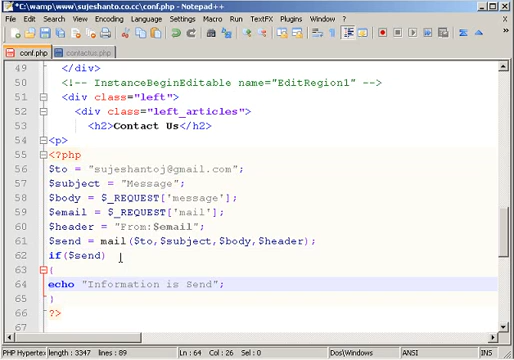 *C:\wamp\www\sujeshanto.co.cc\conf.php - Notepad++
File Edit Search View Encoding Language Settings Macro Run TextFX Plugins Window ? X
conf.php contactus.php
49 </div>
50 <!-- InstanceBeginEditable name="EditRegion1" -->
51 <div class="left">
52 <div class="left_articles">
53 <h2>Contact Us</h2>
54 <p>
55 <?php
56 $to = "sujeshantoj@gmail.com";
57 $subject = "Message";
58 $body = $_REQUEST['message'];
59 $email = $_REQUEST['mail'];
60 $header = "From:$email";
61 $send = mail($to,$subject,$body,$header);
62 if($send)
63 {
64 echo "Information is Send";
65 }
66 ?>
67
PHP Hypertext length : 3347 lines : 89 Ln : 64 Col : 26 Sel : 0 Dos\Windows ANSI INS